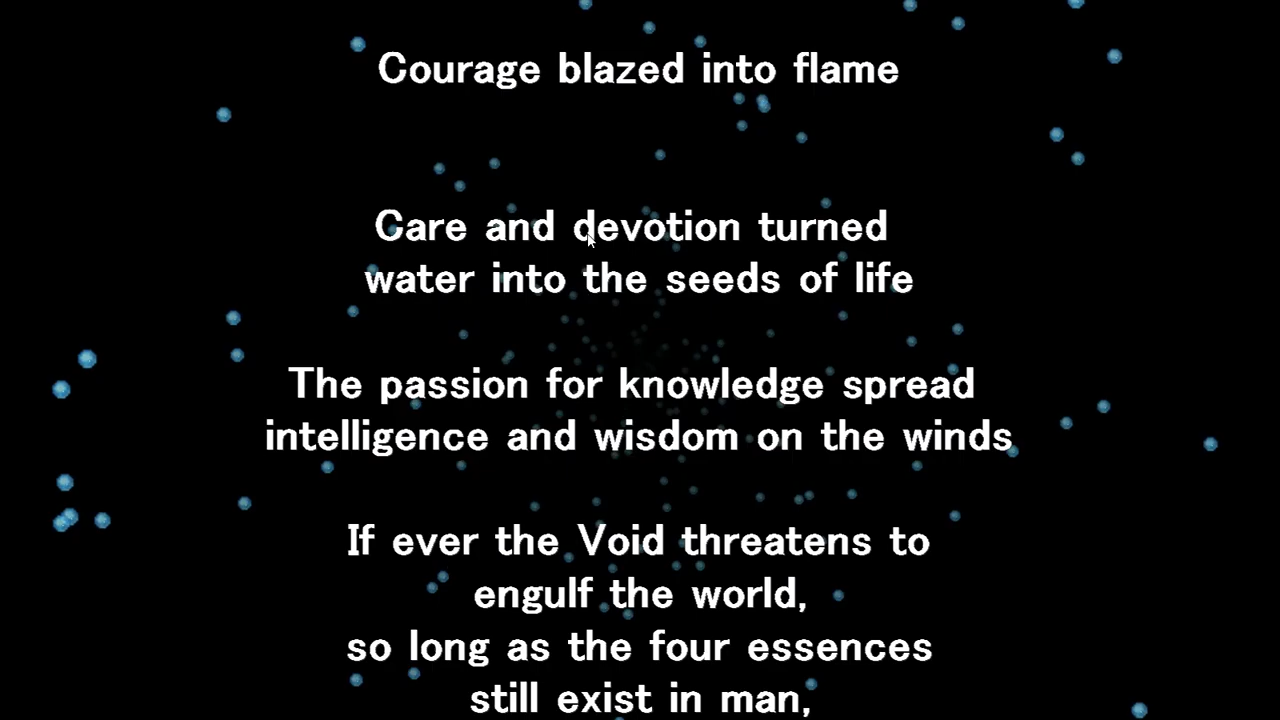 Courage blazed into flame
Care and devotion turned
water into the seeds of life
The passion for knowledge spread
intelligence and wisdom on the winds
If ever the Void threatens to
engulf the world,
so long as the four essences
still exist in man,